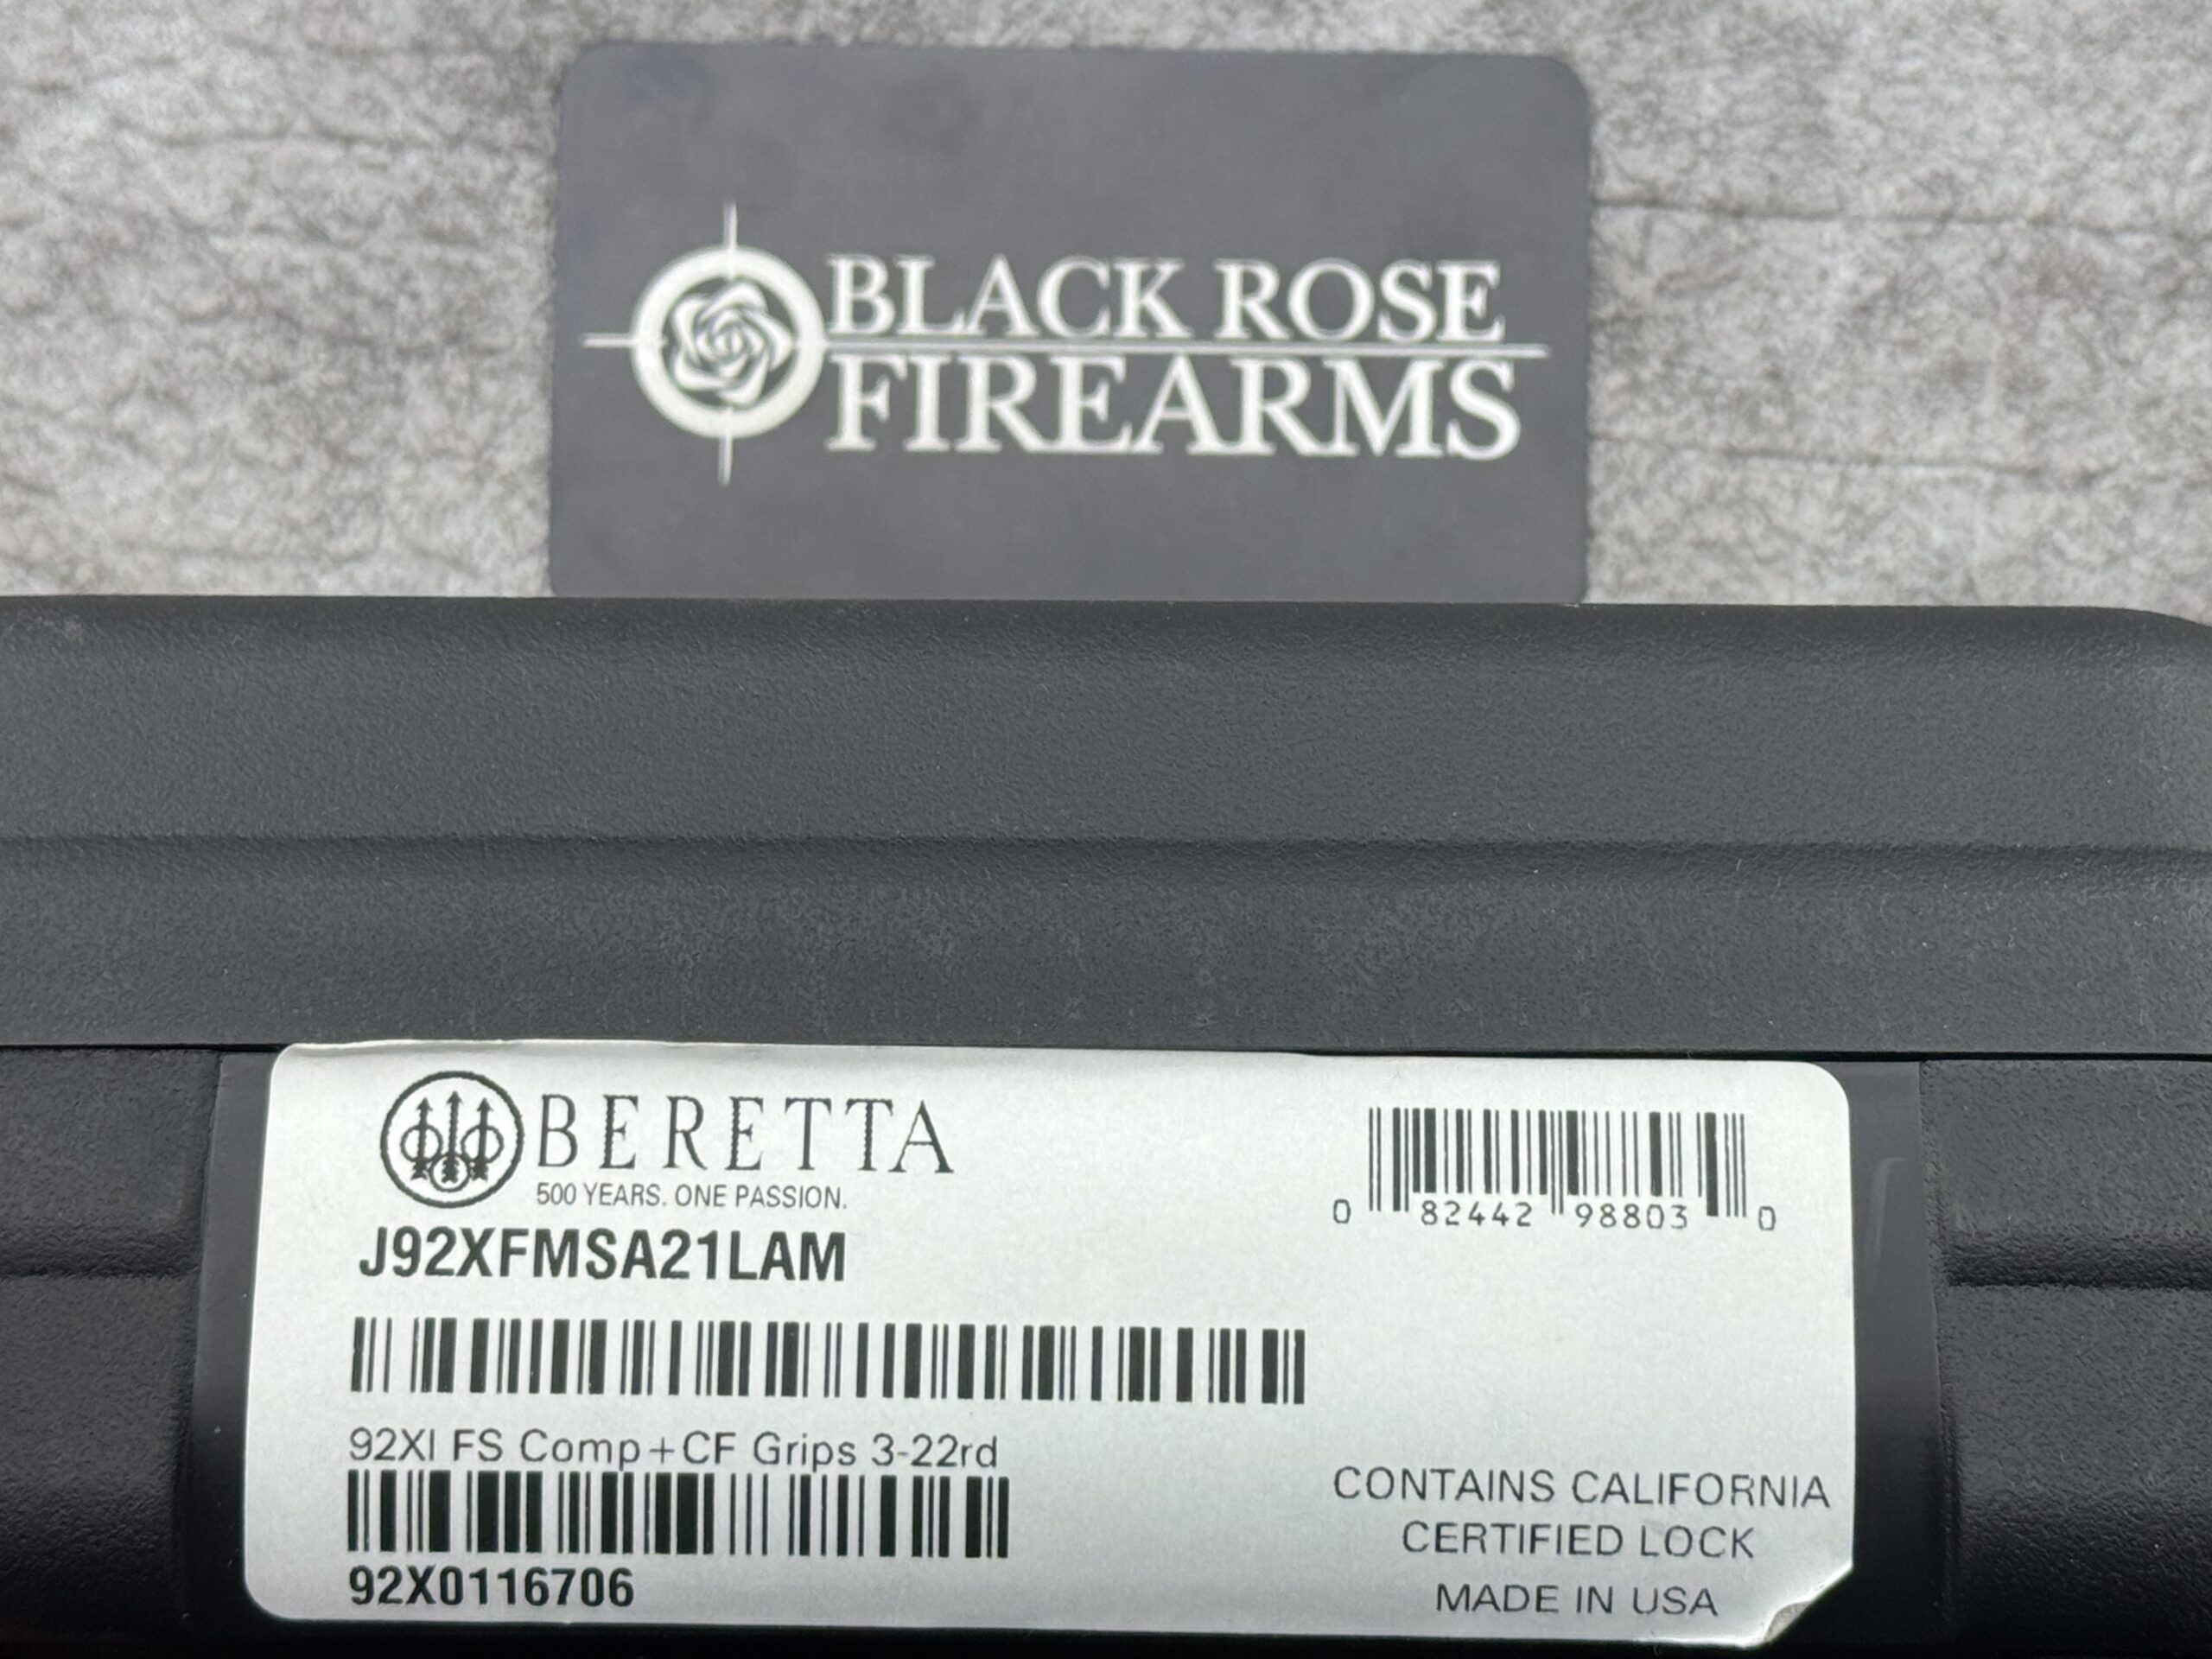 BLACK ROSE
FIREARMS
BERETTA
500 YEARS. ONE PASSION.
J92XFMSA21LAM
0 82442 98803 0
92XI FS Comp+CF Grips 3-22rd
92X0116706
CONTAINS CALIFORNIA
CERTIFIED LOCK
MADE IN USA